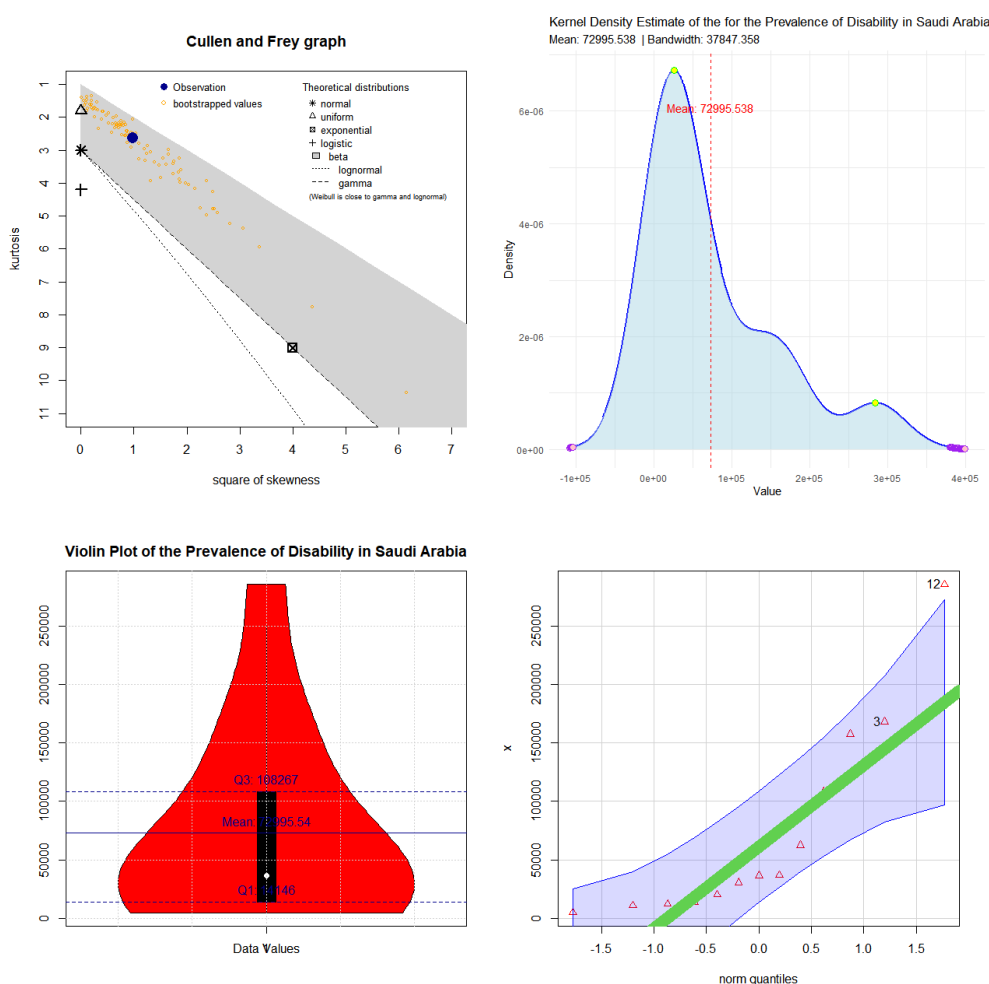 Cullen and Frey graph
Observation
bootstrapped values
Theoretical distributions
normal
uniform
exponential
logistic
beta
lognormal
gamma
(Weibull is close to gamma and lognormal)
kurtosis
1
2
3
4
5
6
7
8
9
10
11
0 1 2 3 4 5 6 7
square of skewness
Kernel Density Estimate of the for the Prevalence of Disability in Saudi Arabia
Mean: 72995.538 | Bandwidth: 37847.358
Mean: 72995.538
Density
6e-06
4e-06
2e-06
0e+00
-1e+05 0e+00 1e+05 2e+05 3e+05 4e+05
Value
Violin Plot of the Prevalence of Disability in Saudi Arabia
250000
200000
150000
100000
50000
0
Q3: 108267
Mean: 995.54
Q1: 146
Data Values
x
250000
200000
150000
100000
50000
0
12
3
-1.5 -1.0 -0.5 0.0 0.5 1.0 1.5
norm quantiles